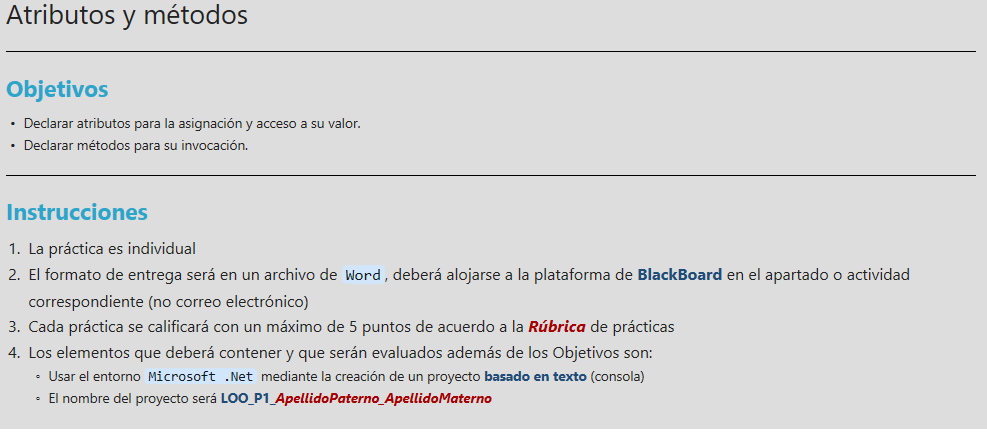 Atributos y métodos
Objetivos
• Declarar atributos para la asignación y acceso a su valor.
• Declarar métodos para su invocación.
Instrucciones
1. La práctica es individual
2. El formato de entrega será en un archivo de Word, deberá alojarse a la plataforma de BlackBoard en el apartado o actividad
correspondiente (no correo electrónico)
3. Cada práctica se calificará con un máximo de 5 puntos de acuerdo a la Rúbrica de prácticas
4. Los elementos que deberá contener y que serán evaluados además de los Objetivos son:
◦ Usar el entorno Microsoft .Net mediante la creación de un proyecto basado en texto (consola)
◦ El nombre del proyecto será LOO_P1_ApellidoPaterno_ApellidoMaterno